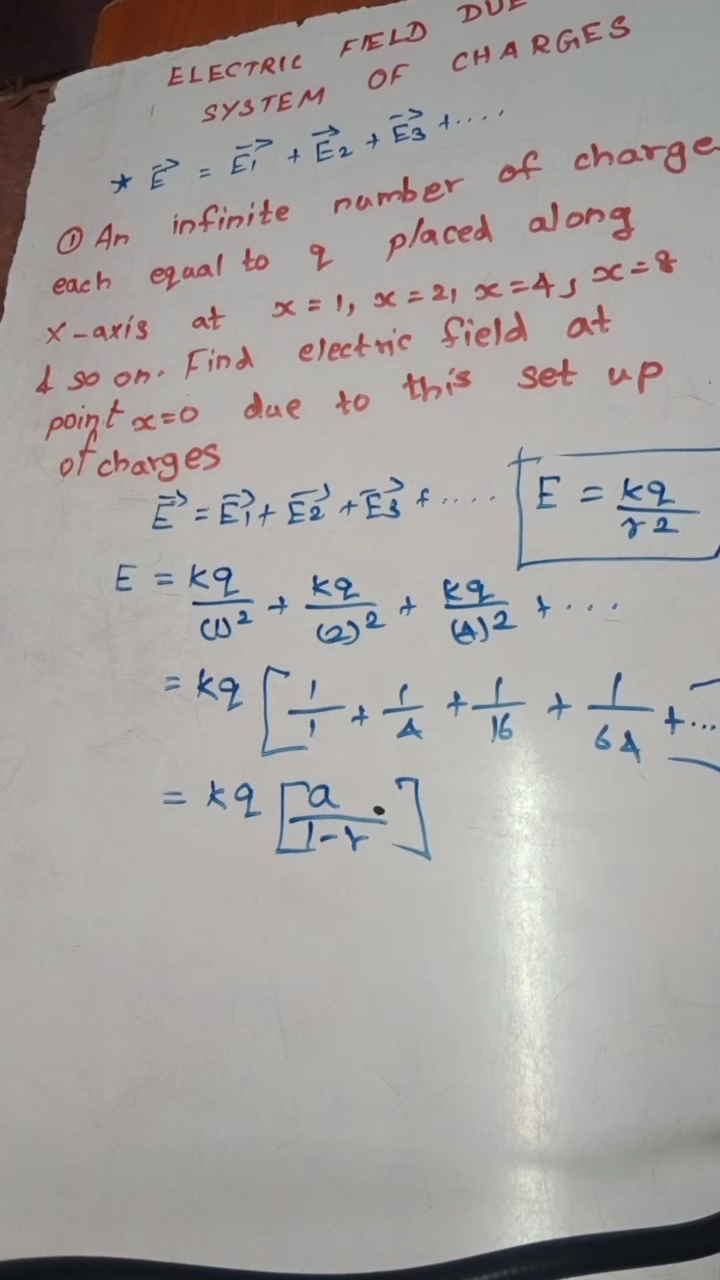 ELECTRIC FIELD DUE
SYSTEM OF CHARGES
* E⃗ = E⃗1 + E⃗2 + E⃗3 + ....
① An infinite number of charge
each equal to q placed along
X-axis at x = 1, x = 2, x = 4, x = 8
& so on. Find electric field at
point x=0 due to this set up
of charges
E⃗ = E⃗1 + E⃗2 + E⃗3 + .... E = kq/r2
E = kq/(1)2 + kq/(2)2 + kq/(4)2 + ...
= kq [1/1 + 1/4 + 1/16 + 1/64 + ...
= kq [a/1-r]